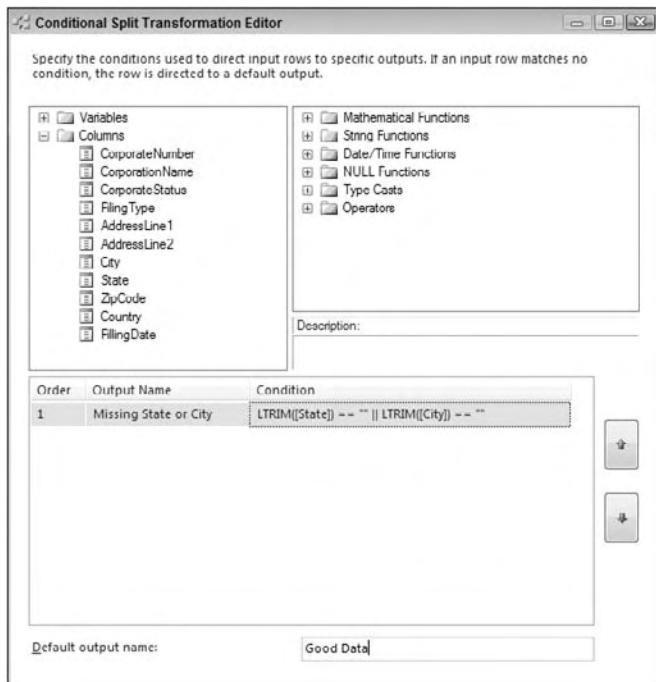 Conditional Split Transformation Editor
Specify the conditions used to direct input rows to specific outputs. If an input row matches no
condition, the row is directed to a default output.
Variables
Columns
CorporateNumber
CorporationName
CorporateStatus
FilingType
AddressLine1
AddressLine2
City
State
ZipCode
Country
FillingDate
Mathematical Functions
String Functions
Date/Time Functions
NULL Functions
Type Casts
Operators
Description:
Order Output Name Condition
1 Missing State or City LTRIM([State]) == "" || LTRIM([City]) == ""
Default output name: Good Data